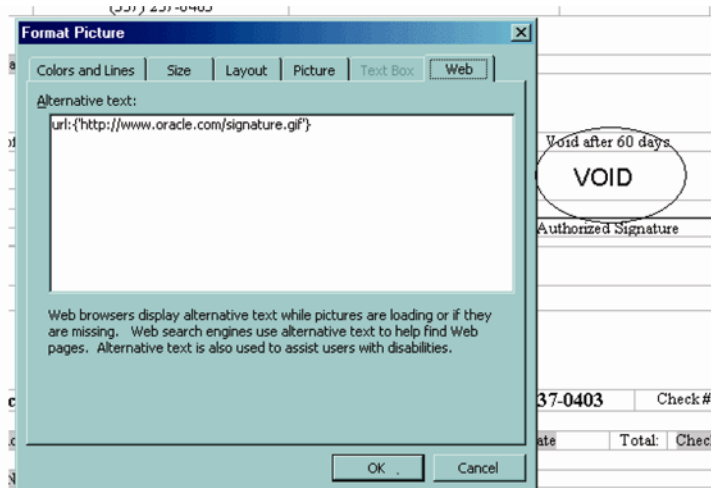 (337) 237-0403
Format Picture
Colors and Lines Size Layout Picture Text Box Web
Alternative text:
url:{'http://www.oracle.com/signature.gif'}
Web browsers display alternative text while pictures are loading or if they
are missing. Web search engines use alternative text to help find Web
pages. Alternative text is also used to assist users with disabilities.
OK
Cancel
Void after 60 days
VOID
Authorized Signature
37-0403 Check #
ate Total: Chec